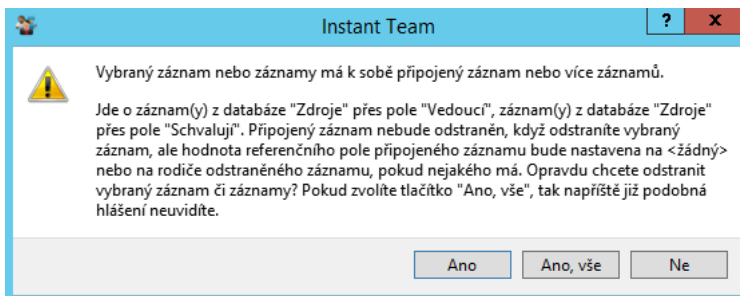 Instant Team
? x
Vybraný záznam nebo záznamy má k sobě připojený záznam nebo více záznamů.
Jde o záznam(y) z databáze "Zdroje" přes pole "Vedoucí", záznam(y) z databáze "Zdroje"
přes pole "Schvalují". Připojený záznam nebude odstraněn, když odstraníte vybraný
záznam, ale hodnota referenčního pole připojeného záznamu bude nastavena na <žádný>
nebo na rodiče odstraněného záznamu, pokud nejakého má. Opravdu chcete odstranit
vybraný záznam či záznamy? Pokud zvolíte tlačítko "Ano, vše", tak napříště již podobná
hlášení neuvidíte.
Ano Ano, vše Ne